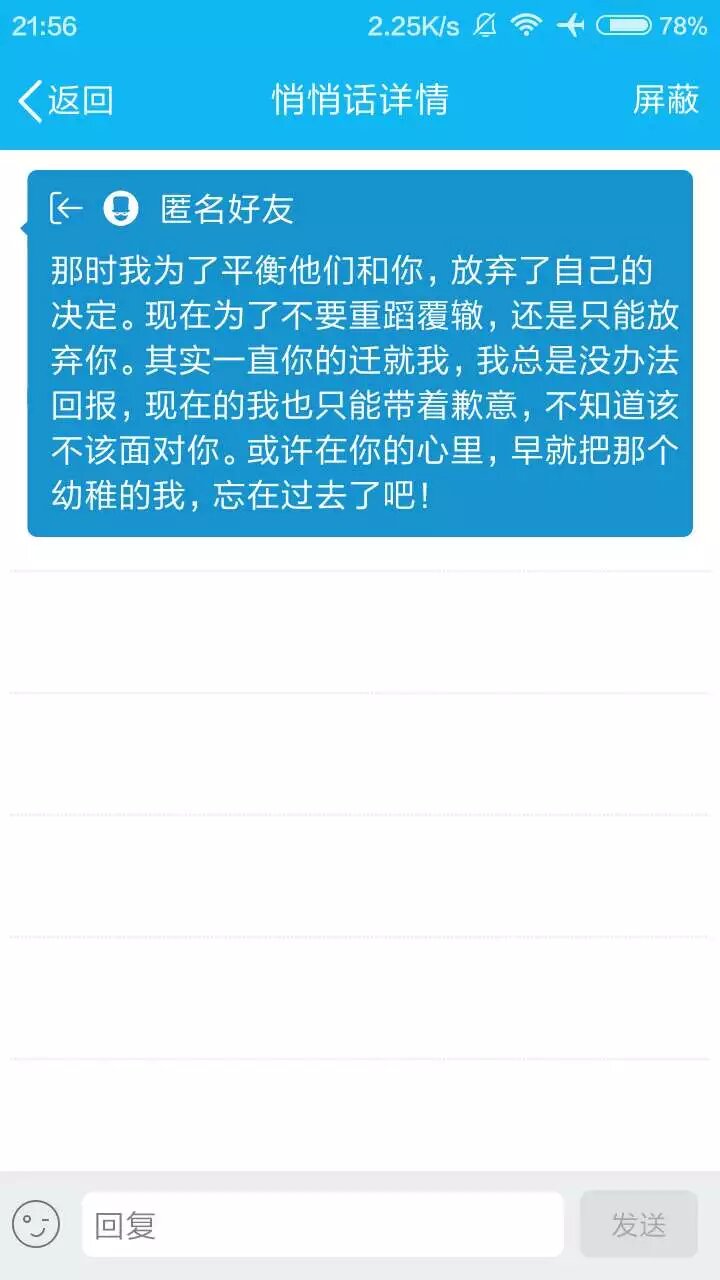 21:56 2.25K/s 78%
返回 悄悄话详情 屏蔽
匿名好友
那时我为了平衡他们和你，放弃了自己的
决定。现在为了不要重蹈覆辙，还是只能放
弃你。其实一直你的迁就我，我总是没办法
回报，现在的我也只能带着歉意，不知道该
不该面对你。或许在你的心里，早就把那个
幼稚的我，忘在过去了吧！
回复 发送